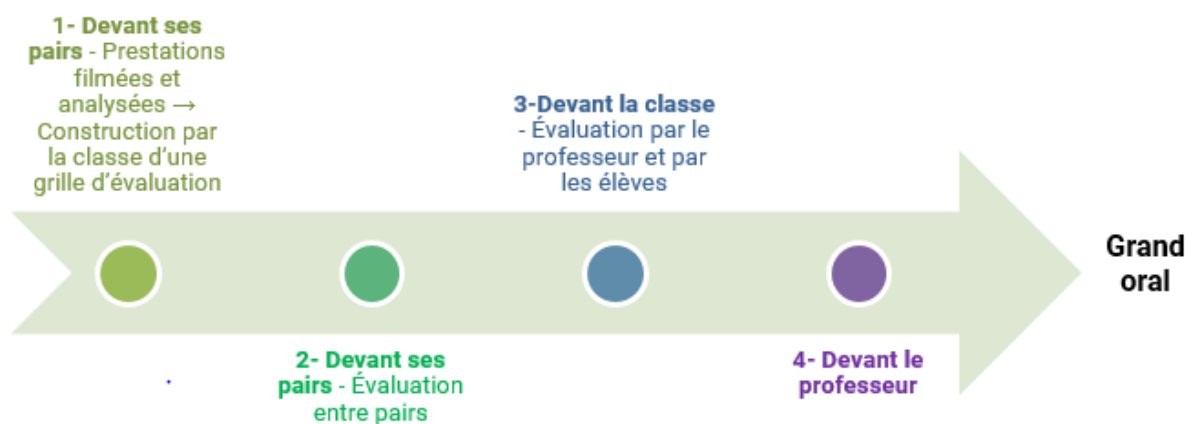 1- Devant ses
pairs - Prestations
filmées et
analysées →
Construction par
la classe d’une
grille d’évaluation
2- Devant ses
pairs - Évaluation
entre pairs
3-Devant la classe
- Évaluation par le
professeur et par
les élèves
4- Devant le
professeur
Grand
oral